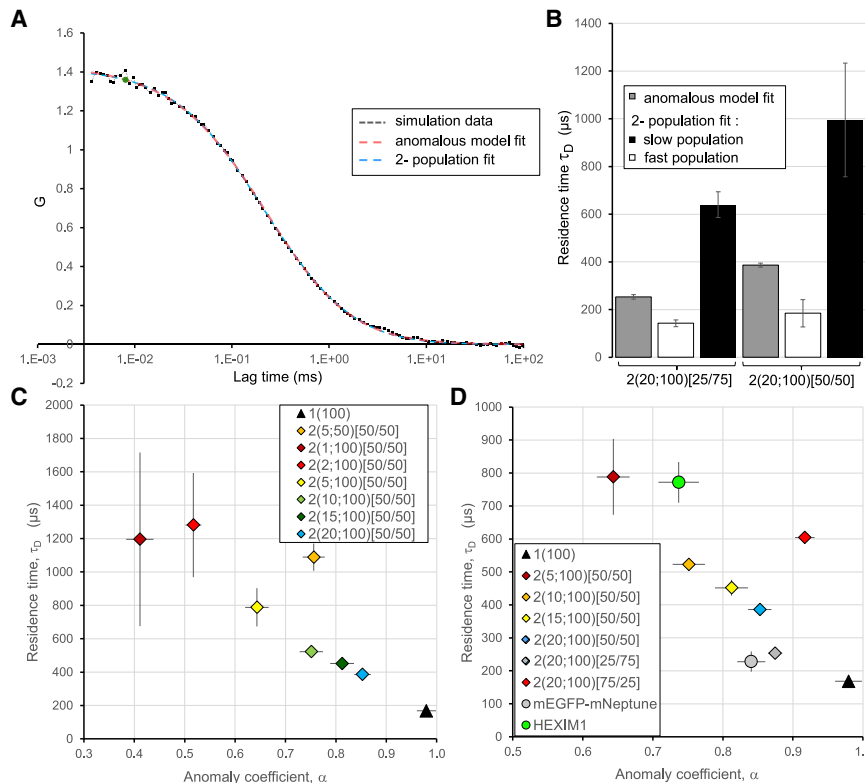 A
1.6
1.4
1.2
1
0.8
0.6
0.4
0.2
0
-0.2
G
1.E-03
1.E-02
1.E-01
1.E+00
1.E+01
1.E+02
Lag time (ms)
simulation data
anomalous model fit
2- population fit
B
1400
1200
1000
800
600
400
200
0
Residence time τD (µs)
anomalous model fit
2- population fit :
slow population
fast population
2(20;100)[25/75]
2(20;100)[50/50]
C
2000
1800
1600
1400
1200
1000
800
600
400
200
0
Residence time, τD (µs)
0.3
0.4
0.5
0.6
0.7
0.8
0.9
1.0
Anomaly coefficient, α
1(100)
2(5;50)[50/50]
2(1;100)[50/50]
2(2;100)[50/50]
2(5;100)[50/50]
2(10;100)[50/50]
2(15;100)[50/50]
2(20;100)[50/50]
D
1000
900
800
700
600
500
400
300
200
100
0
Residence time, τD (µs)
0.5
0.6
0.7
0.8
0.9
1.
Anomaly coefficient, α
1(100)
2(5;100)[50/50]
2(10;100)[50/50]
2(15;100)[50/50]
2(20;100)[50/50]
2(20;100)[25/75]
2(20;100)[75/25]
mEGFP-mNeptune
HEXIM1